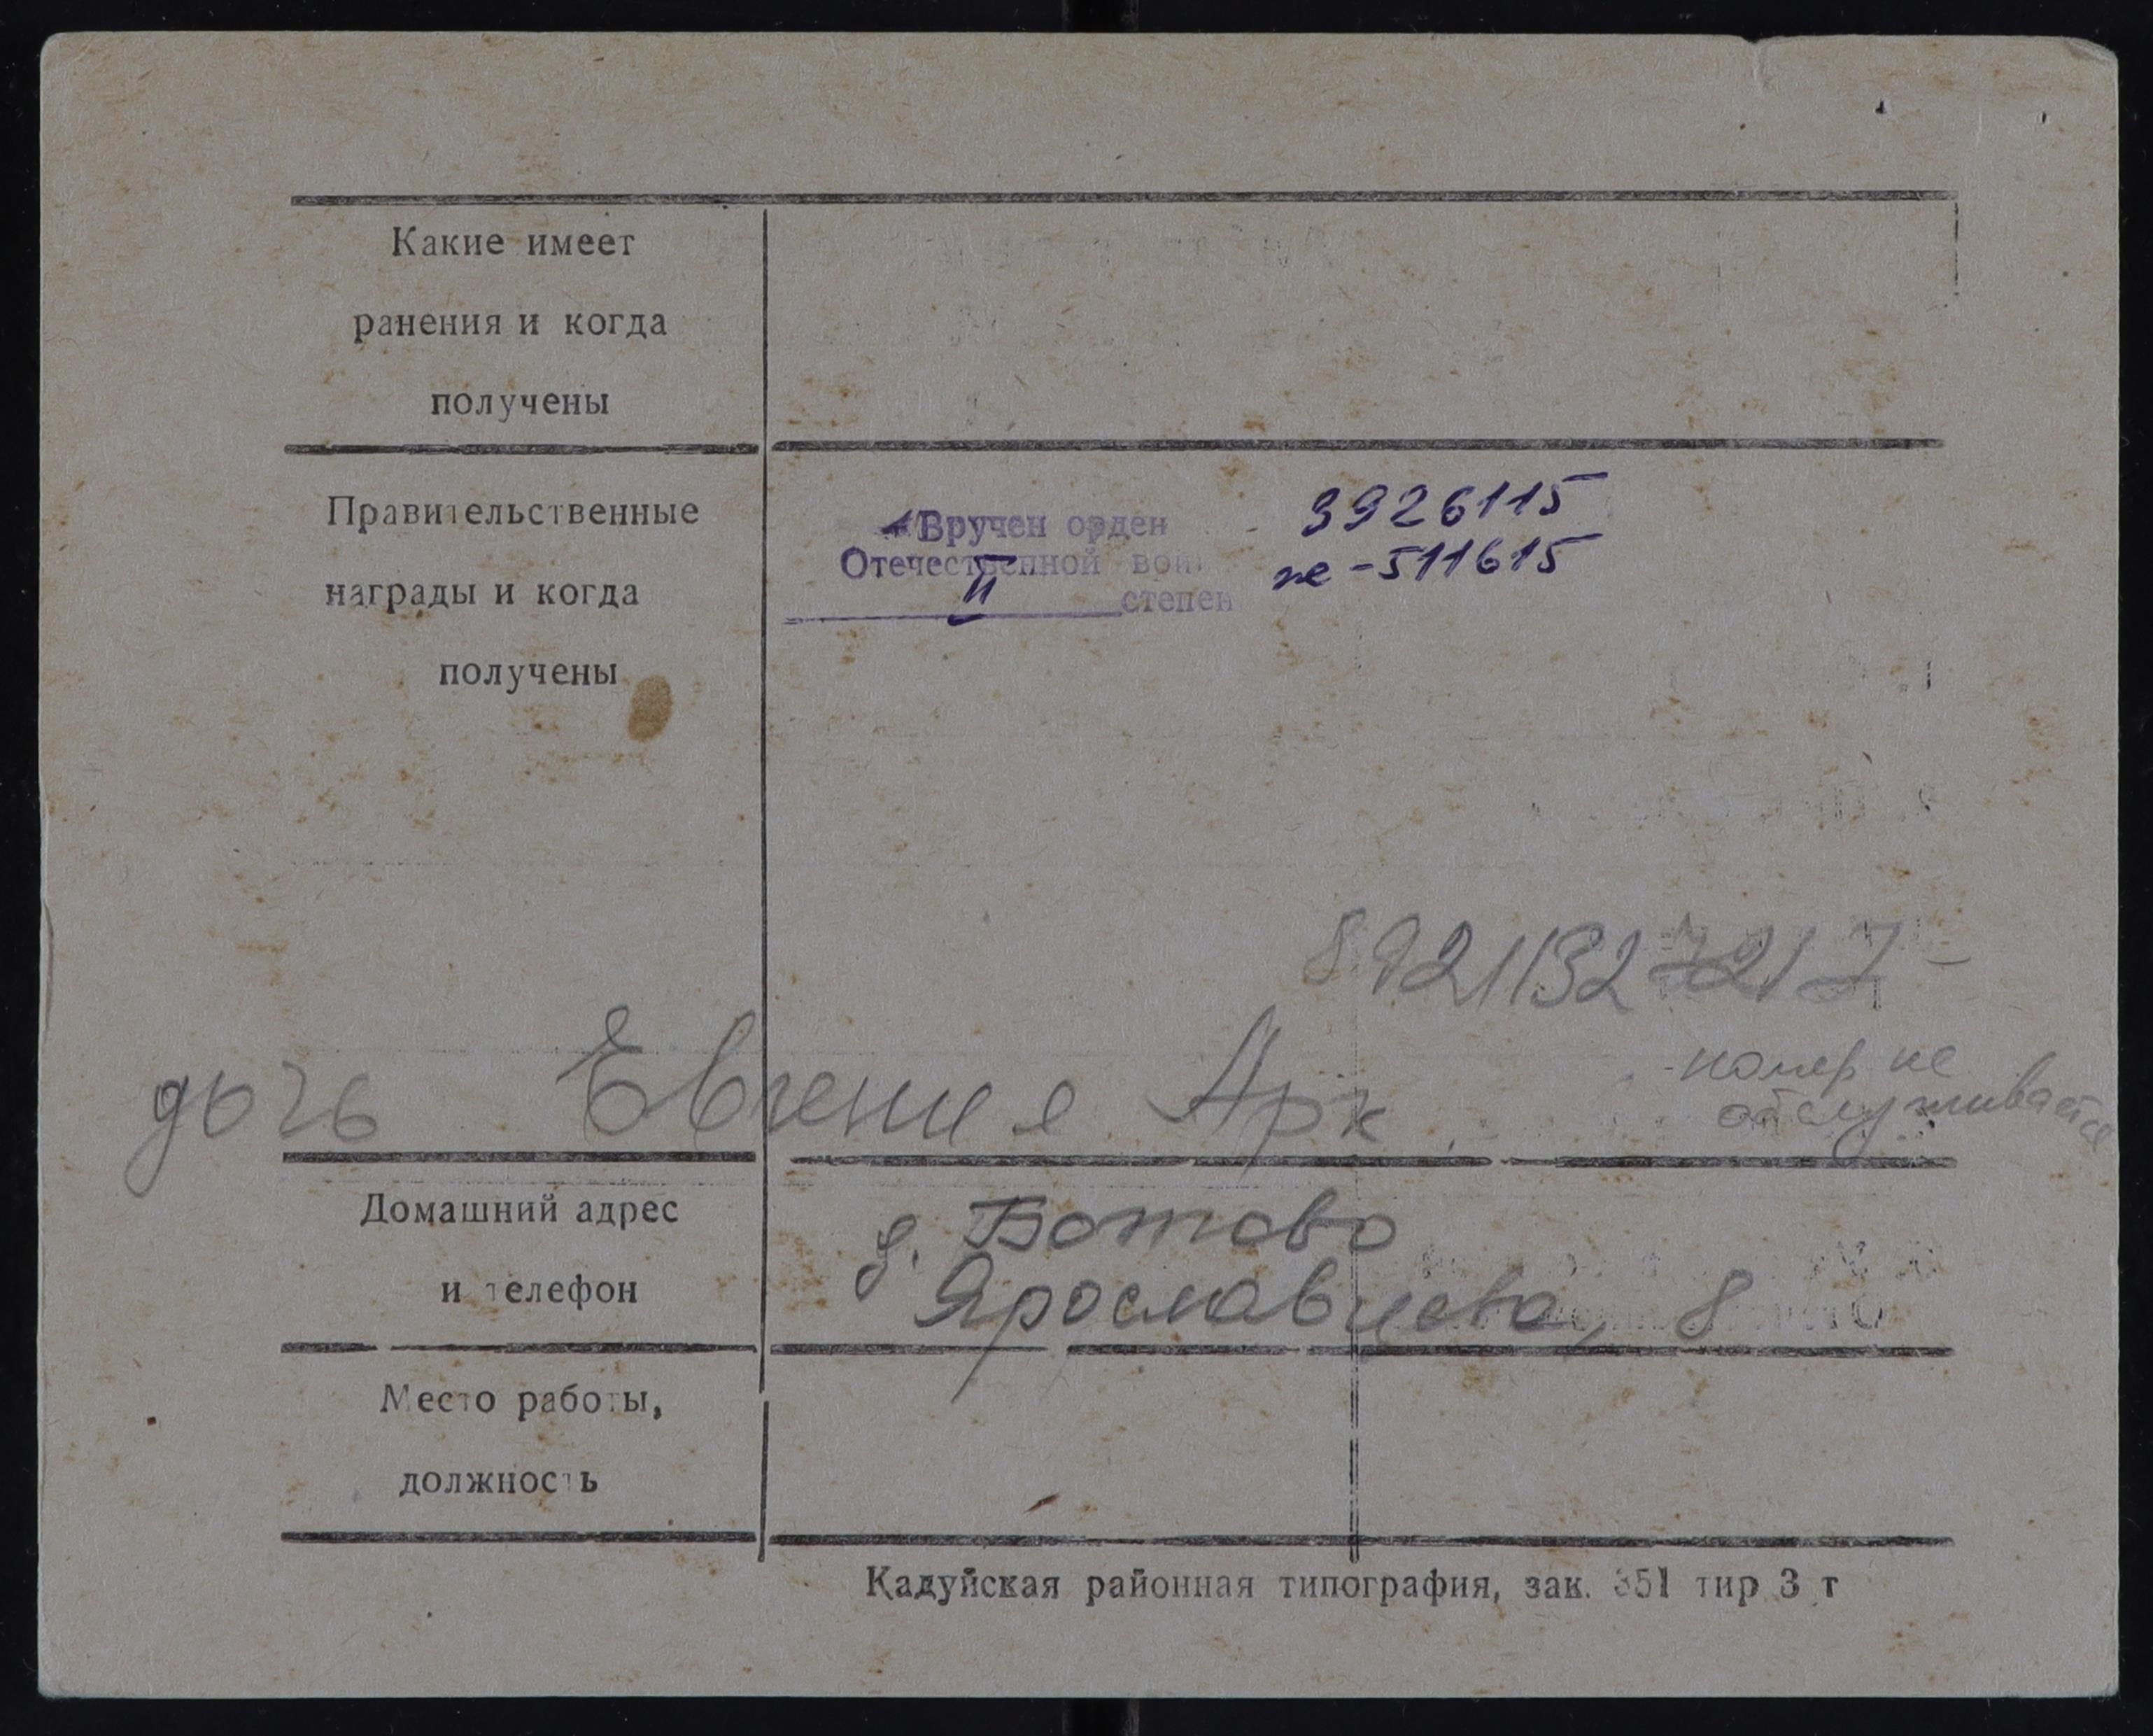 Какие имеет
ранения и когда
получены
Правительственные
награды и когда
получены
Вручен орден
Отечественной вой
II степен
3926115
не - 511615
89211327217 -
дочь Евгения Арк.
- номер не
обслуживается
Домашний адрес
и телефон
д. Ботово
Ярославцева, 8
Место работы,
должность
Кадуйская районная типография, зак. 351 тир 3 т